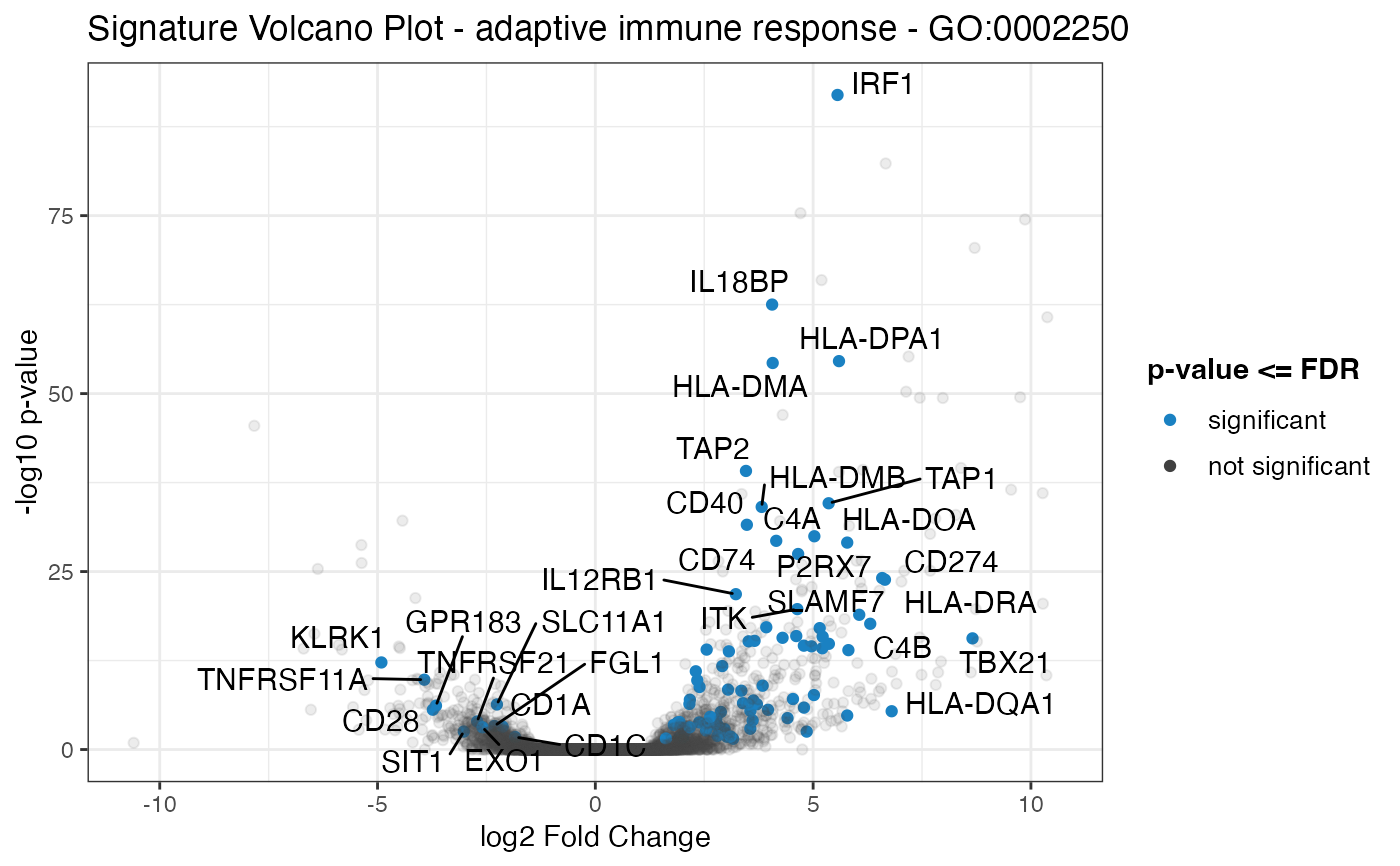 Signature Volcano Plot - adaptive immune response - GO:0002250
IRF1
75
IL18BP
HLA-DPA1
HLA-DMA
50
TAP2
HLA-DMB
TAP1
CD40
C4A
HLA-DOA
CD74
P2RX7
CD274
25
IL12RB1
ITK
SLAMF7
HLA-DRA
GPR183
SLC11A1
KLRK1
C4B
TNFRSF11A
TNFRSF21
FGL1
TBX21
CD28
CD1A
HLA-DQA1
0
SIT1
EXO1
CD1C
-10
-5
0
5
10
log2 Fold Change
-log10 p-value
p-value <= FDR
significant
not significant